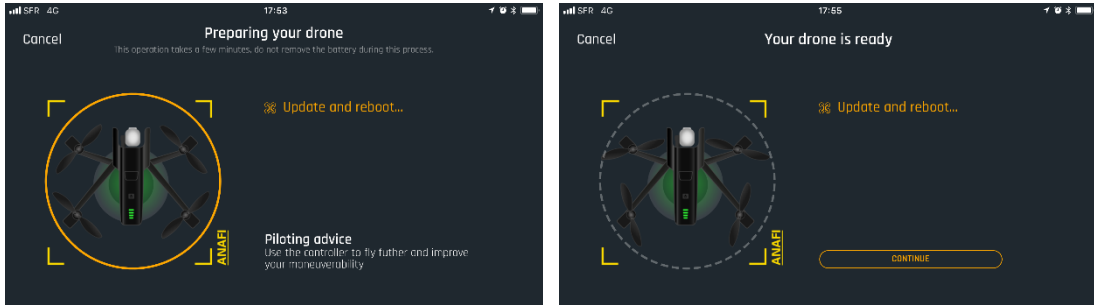 SFR 4G 17:53
Cancel
Preparing your drone
This operation takes a few minutes, do not remove the battery during this process.
Update and reboot...
ANAFI
Piloting advice
Use the controller to fly futher and improve
your maneuverability
SFR 4G 17:55
Cancel
Your drone is ready
Update and reboot...
ANAFI
CONTINUE